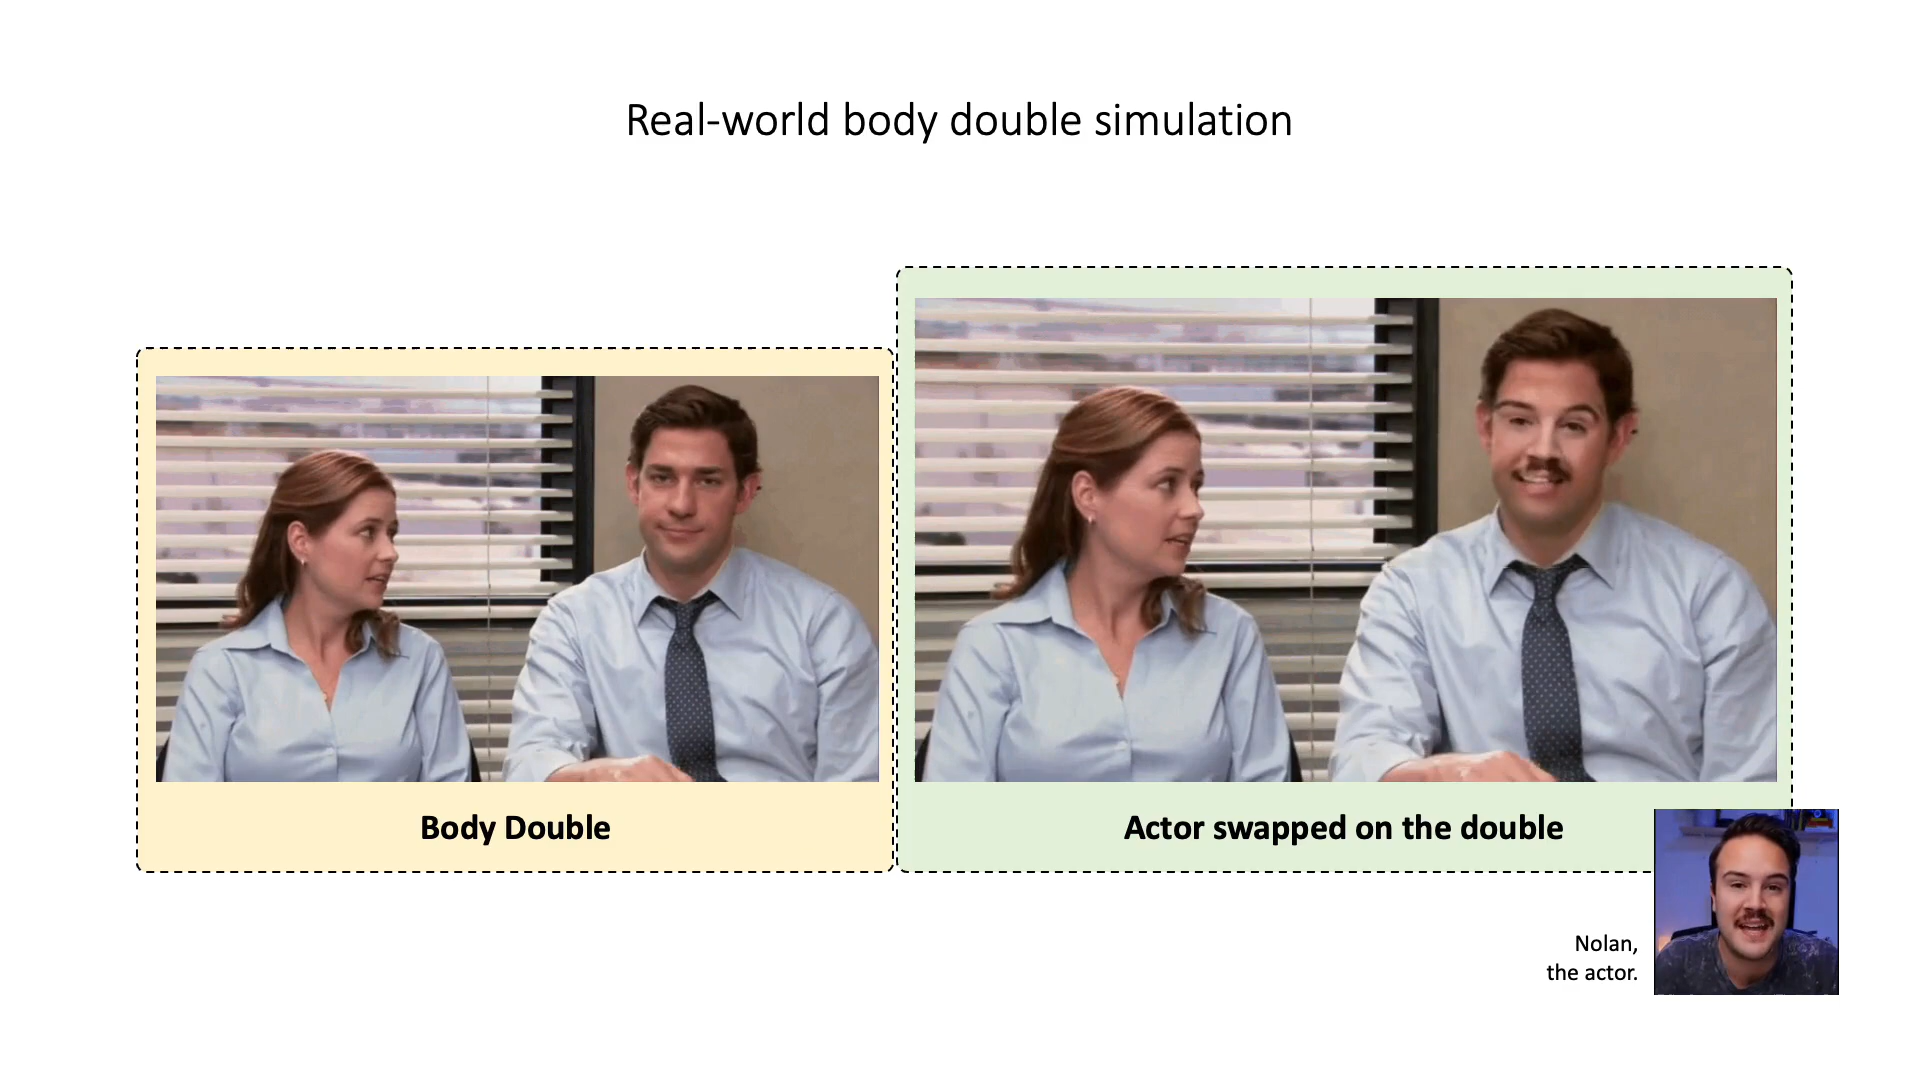 Real-world body double simulation
Body Double
Actor swapped on the double
Nolan,
the actor.